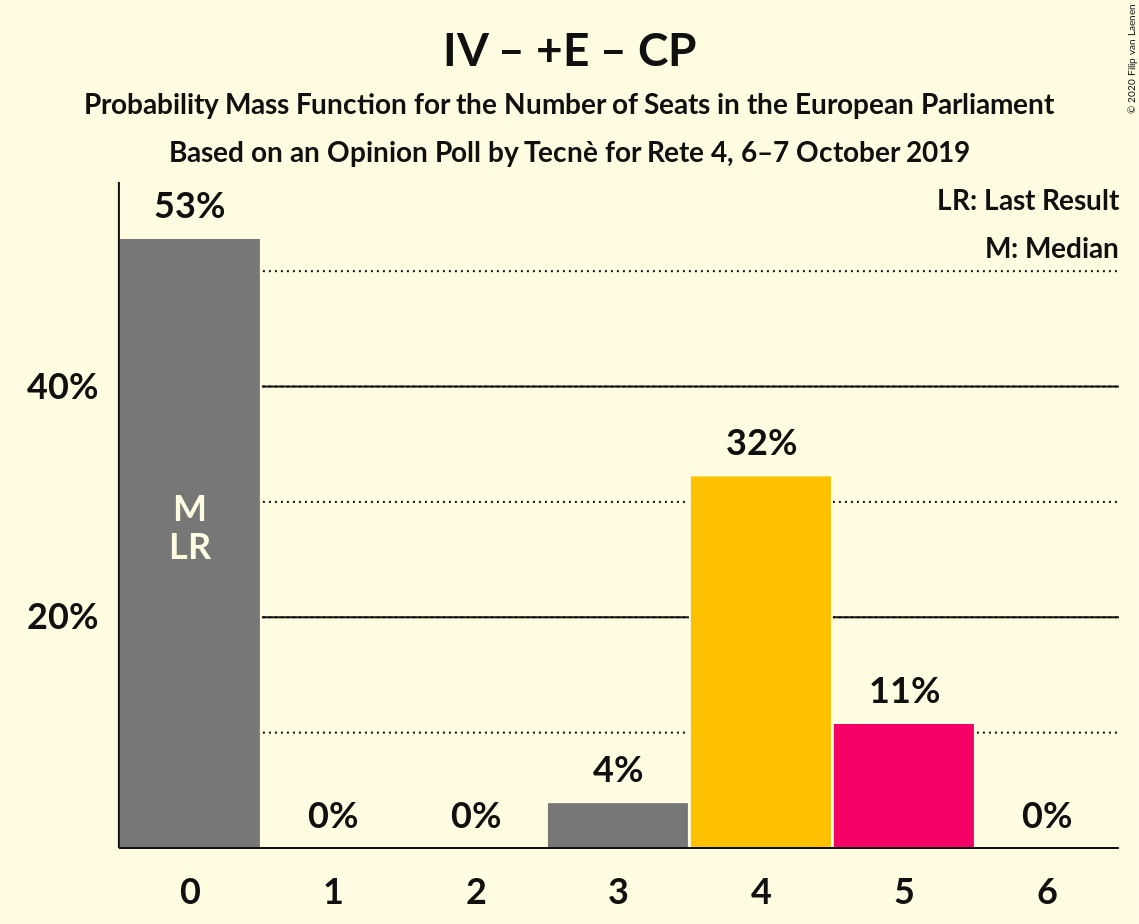 IV – +E – CP
Probability Mass Function for the Number of Seats in the European Parliament
Based on an Opinion Poll by Tecnè for Rete 4, 6–7 October 2019
© 2020 Filip van Laenen
LR: Last Result
M: Median
53%
40%
32%
M
LR
20%
11%
4%
0%
0%
0%
0
1
2
3
4
5
6